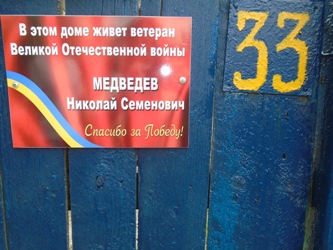 В этом доме живет ветеран
Великой Отечественной войны
МЕДВЕДЕВ
Николай Семенович
Спасибо за Победу!
33